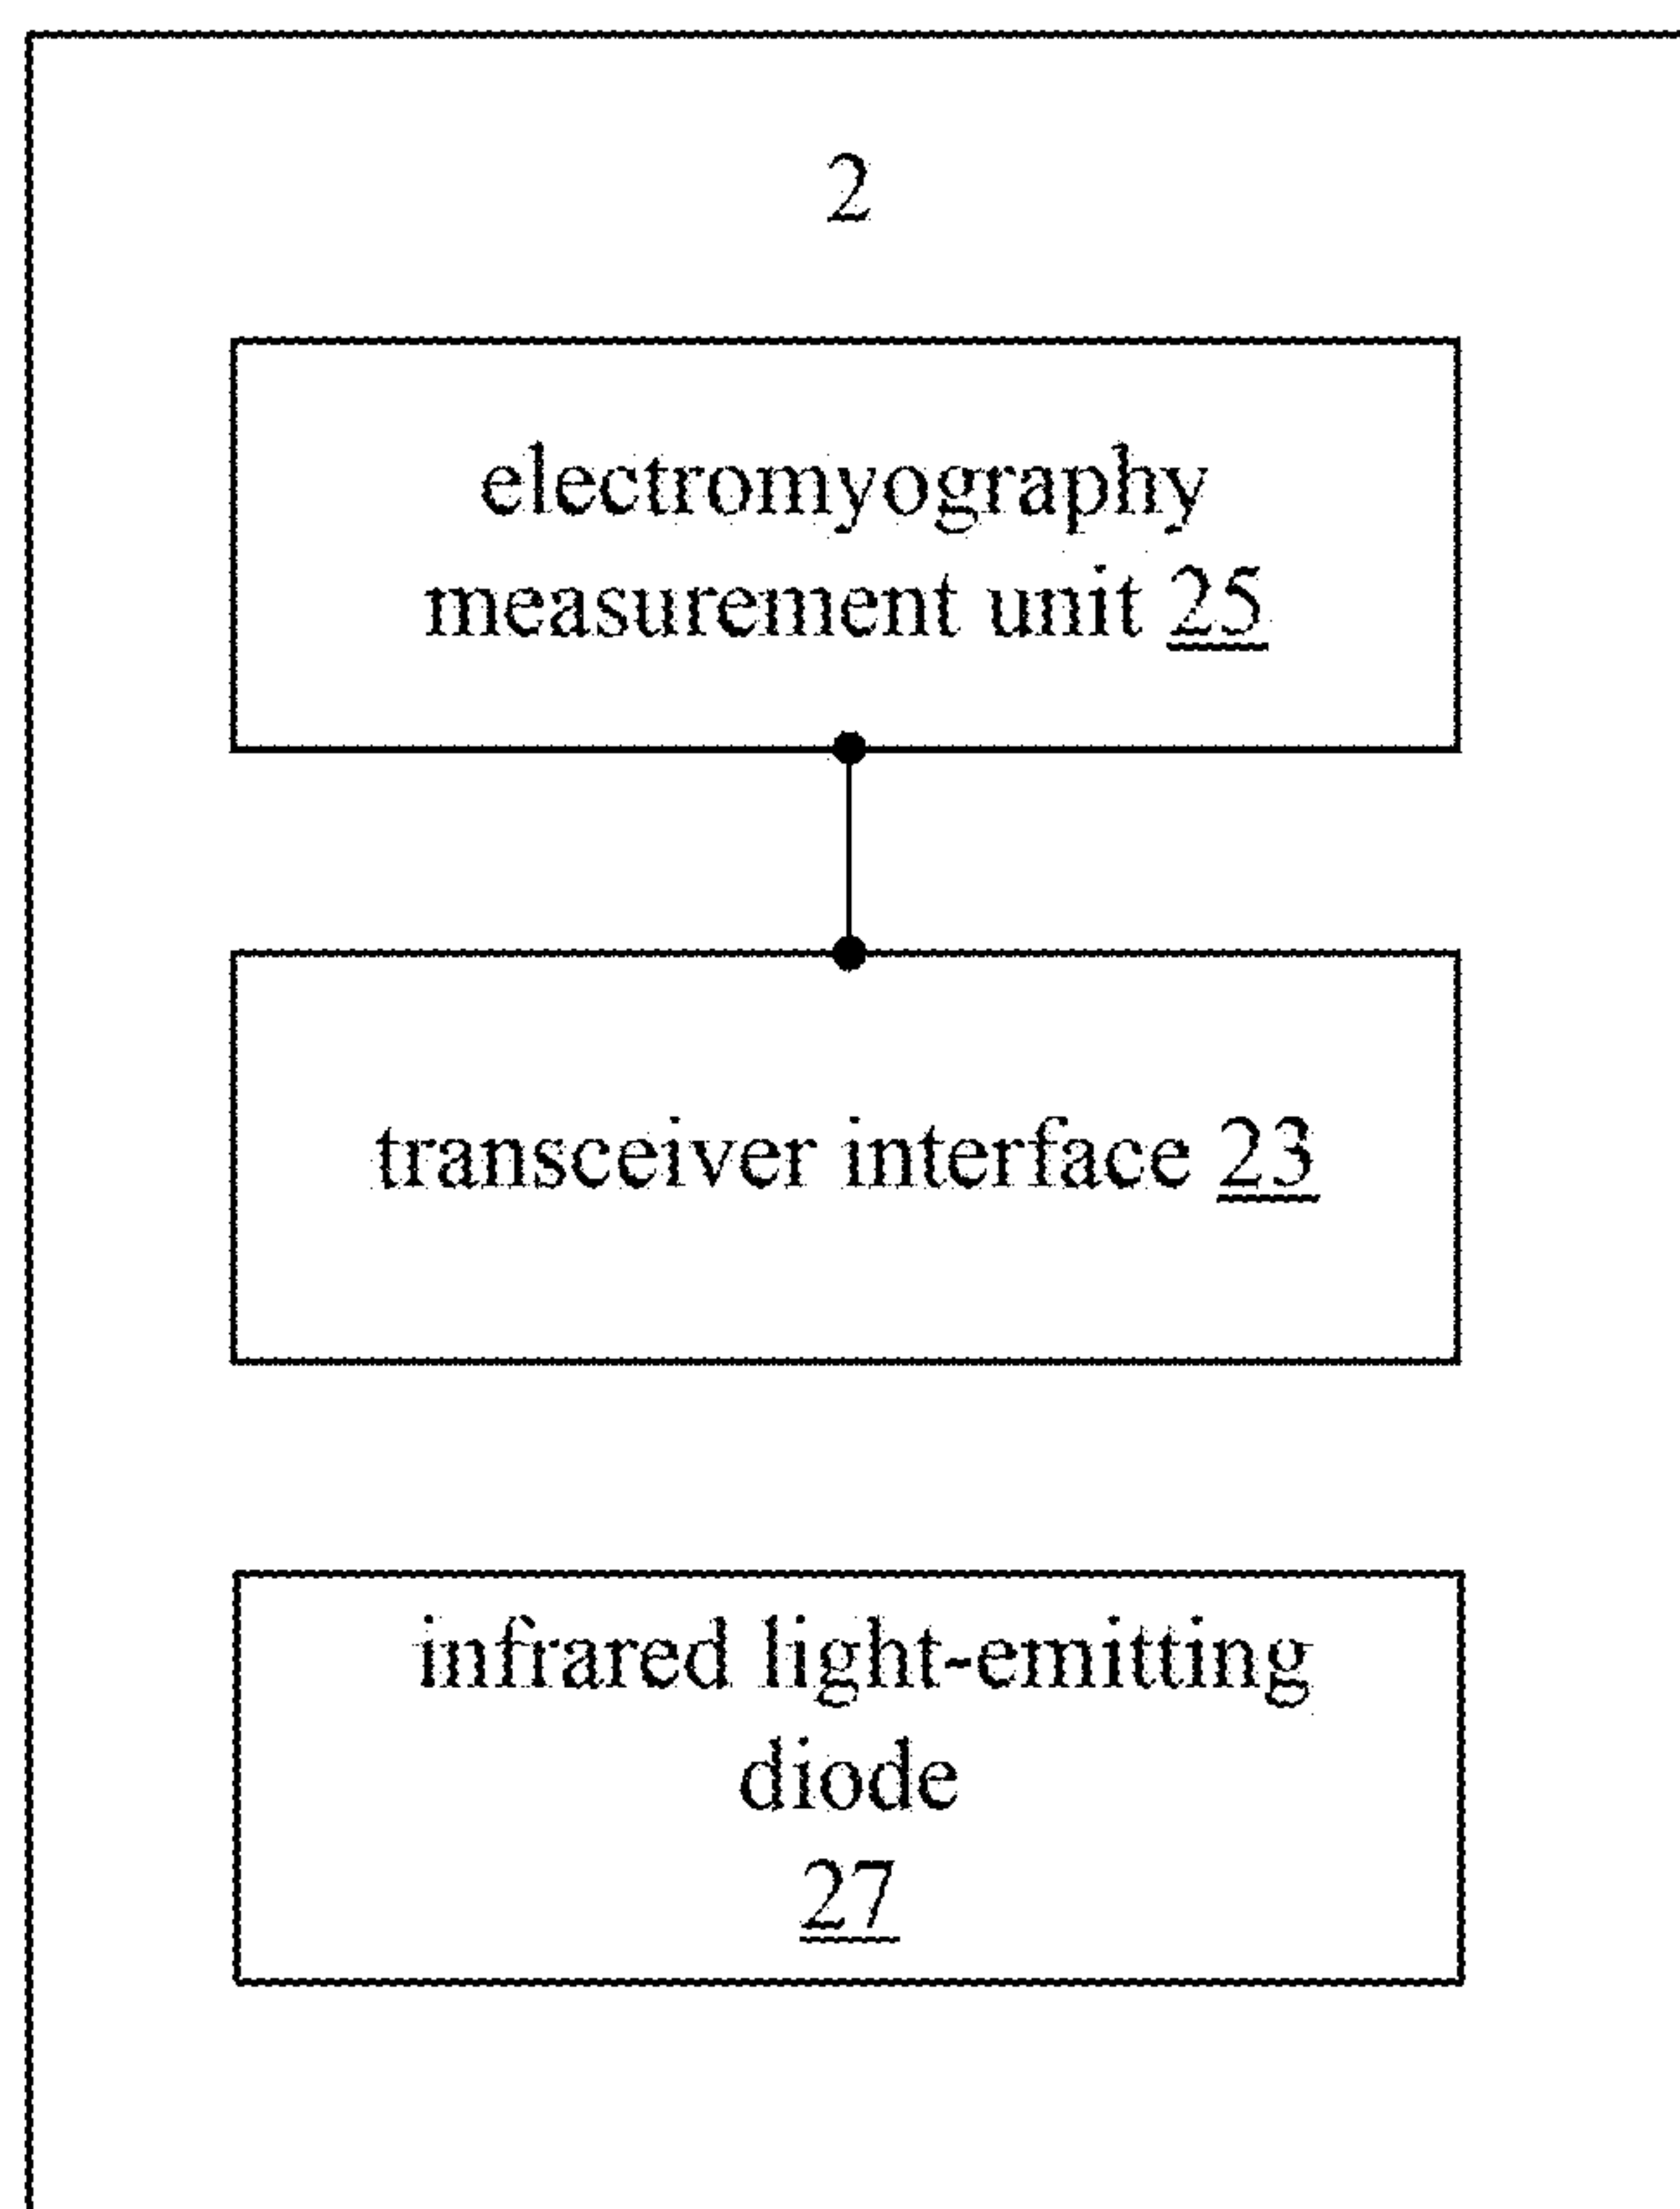 2
electromyography
measurement unit 25
transceiver interface 23
infrared light-emitting
diode
27